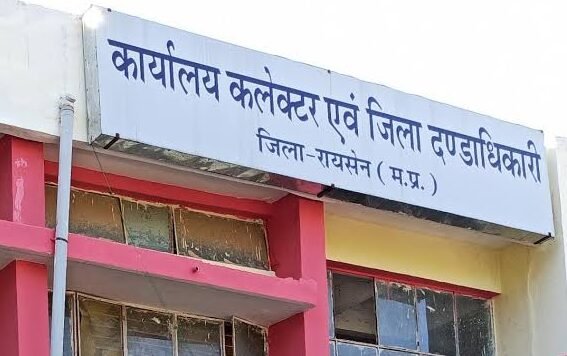 कार्यालय कलेक्टर एवं जिला दण्डाधिकारी
जिला-रायसेन ( म.प्र. )